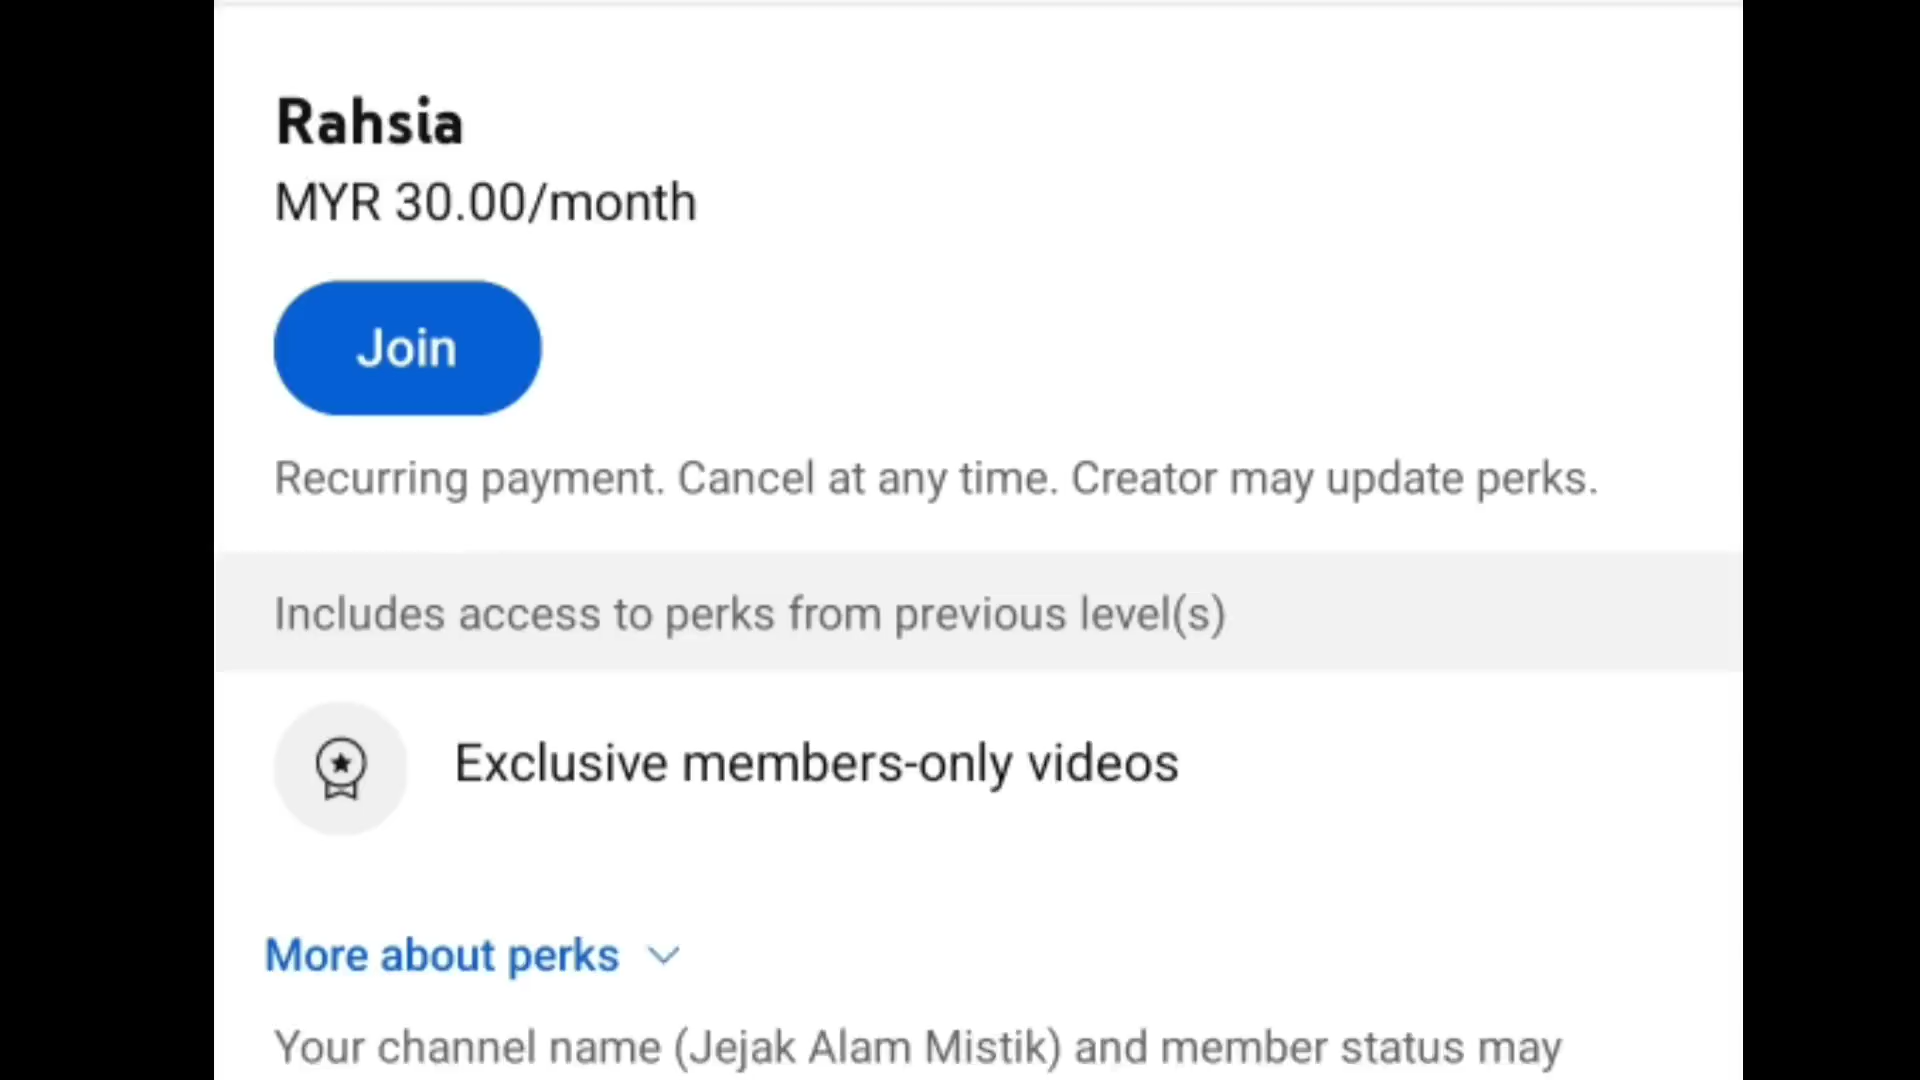 Rahsia
MYR 30.00/month
Join
Recurring payment. Cancel at any time. Creator may update perks.
Includes access to perks from previous level(s)
Exclusive members-only videos
More about perks
Your channel name (Jejak Alam Mistik) and member status may